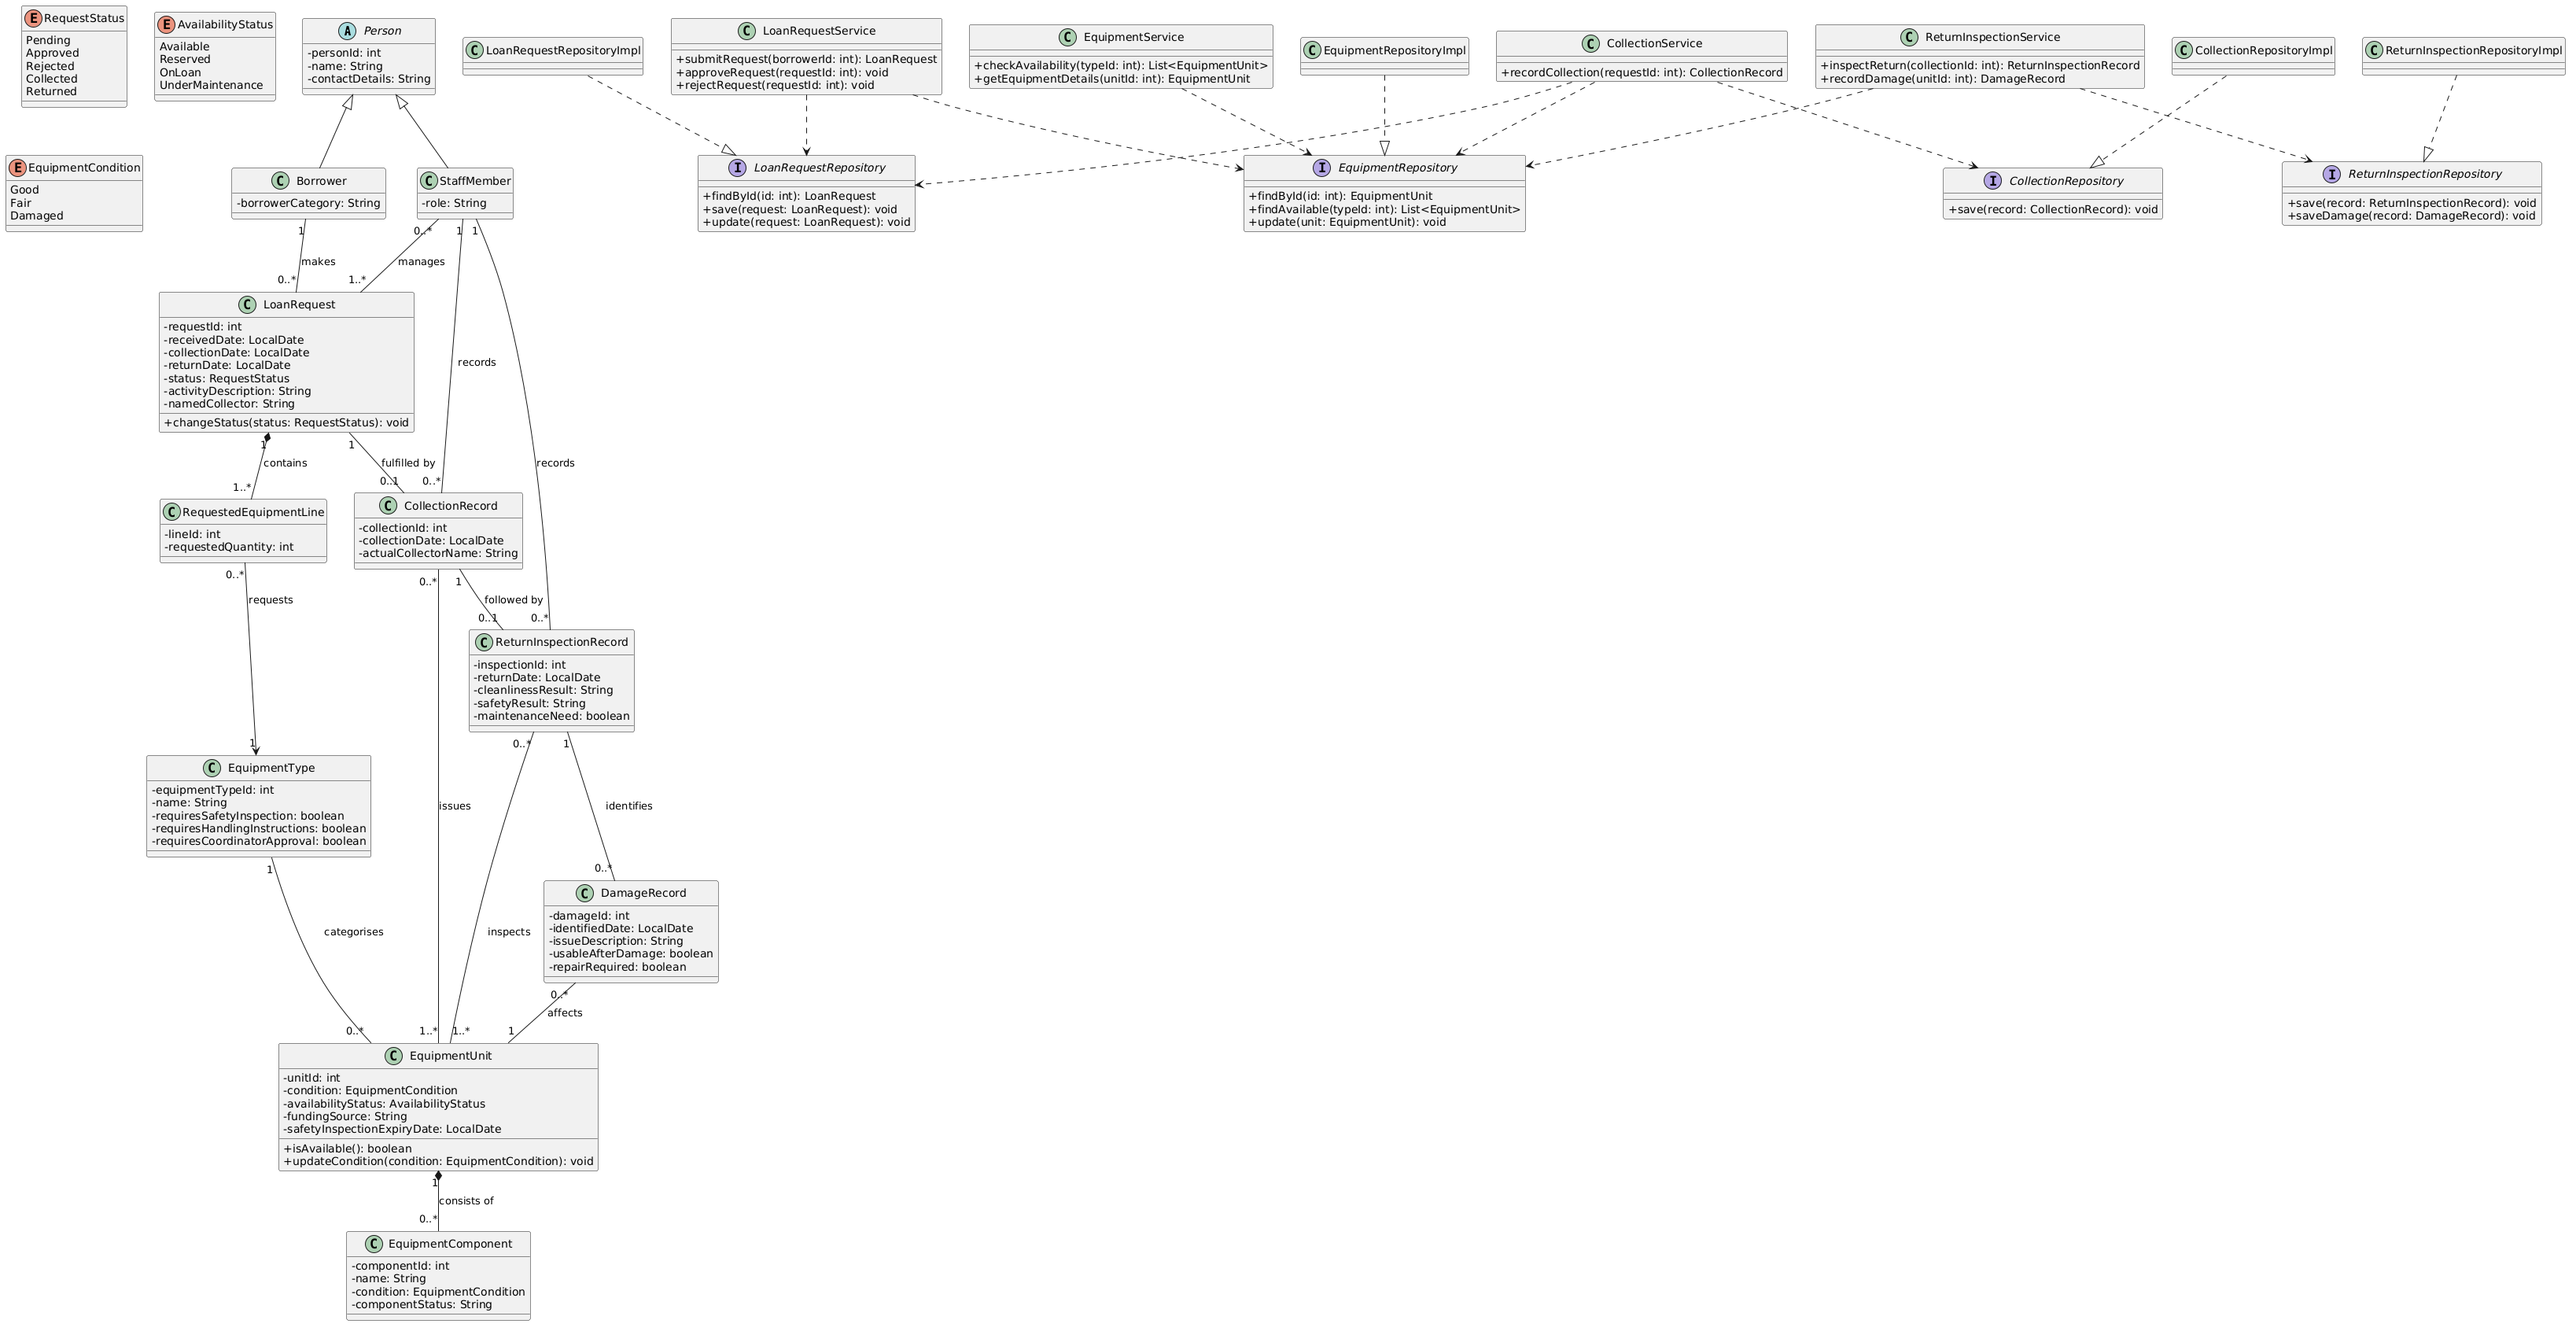 RequestStatus
Pending
Approved
Rejected
Collected
Returned
AvailabilityStatus
Available
Reserved
OnLoan
UnderMaintenance
Person
-personId: int
-name: String
-contactDetails: String
LoanRequestRepositoryImpl
LoanRequestService
+submitRequest(borrowerId: int): LoanRequest
+approveRequest(requestId: int): void
+rejectRequest(requestId: int): void
EquipmentService
+checkAvailability(typeId: int): List<EquipmentUnit>
+getEquipmentDetails(unitId: int): EquipmentUnit
EquipmentRepositoryImpl
CollectionService
+recordCollection(requestId: int): CollectionRecord
ReturnInspectionService
+inspectReturn(collectionId: int): ReturnInspectionRecord
+recordDamage(unitId: int): DamageRecord
CollectionRepositoryImpl
ReturnInspectionRepositoryImpl
EquipmentCondition
Good
Fair
Damaged
Borrower
-borrowerCategory: String
StaffMember
-role: String
LoanRequestRepository
+findById(id: int): LoanRequest
+save(request: LoanRequest): void
+update(request: LoanRequest): void
EquipmentRepository
+findById(id: int): EquipmentUnit
+findAvailable(typeId: int): List<EquipmentUnit>
+update(unit: EquipmentUnit): void
CollectionRepository
+save(record: CollectionRecord): void
ReturnInspectionRepository
+save(record: ReturnInspectionRecord): void
+saveDamage(record: DamageRecord): void
1
0..*
1
1
makes
manages
0..*
1..*
LoanRequest
-requestId: int
-receivedDate: LocalDate
-collectionDate: LocalDate
-returnDate: LocalDate
-status: RequestStatus
-activityDescription: String
-namedCollector: String
+changeStatus(status: RequestStatus): void
records
1
1
contains
fulfilled by
records
1..*
0..1
0..*
RequestedEquipmentLine
-lineId: int
-requestedQuantity: int
CollectionRecord
-collectionId: int
-collectionDate: LocalDate
-actualCollectorName: String
0..*
0..*
1
requests
followed by
0..1
0..*
ReturnInspectionRecord
-inspectionId: int
-returnDate: LocalDate
-cleanlinessResult: String
-safetyResult: String
-maintenanceNeed: boolean
1
0..*
1
EquipmentType
-equipmentTypeId: int
-name: String
-requiresSafetyInspection: boolean
-requiresHandlingInstructions: boolean
-requiresCoordinatorApproval: boolean
issues
identifies
1
0..*
DamageRecord
-damageId: int
-identifiedDate: LocalDate
-issueDescription: String
-usableAfterDamage: boolean
-repairRequired: boolean
categorises
inspects
0..*
affects
0..*
1..*
1..*
1
EquipmentUnit
-unitId: int
-condition: EquipmentCondition
-availabilityStatus: AvailabilityStatus
-fundingSource: String
-safetyInspectionExpiryDate: LocalDate
+isAvailable(): boolean
+updateCondition(condition: EquipmentCondition): void
1
consists of
0..*
EquipmentComponent
-componentId: int
-name: String
-condition: EquipmentCondition
-componentStatus: String